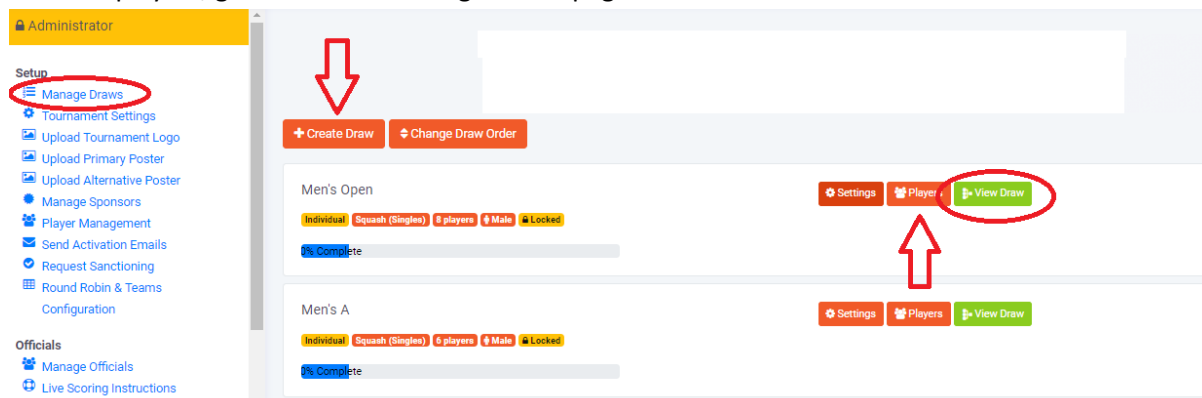 Administrator
Setup
Manage Draws
Tournament Settings
Upload Tournament Logo
Upload Primary Poster
Upload Alternative Poster
Manage Sponsors
Player Management
Send Activation Emails
Request Sanctioning
Round Robin & Teams
Configuration
Officials
Manage Officials
Live Scoring Instructions
+ Create Draw Change Draw Order
Men's Open
Settings Players View Draw
Individual Squash (Singles) 8 players Male Locked
0% Complete
Men's A
Settings Players View Draw
Individual Squash (Singles) 6 players Male Locked
0% Complete